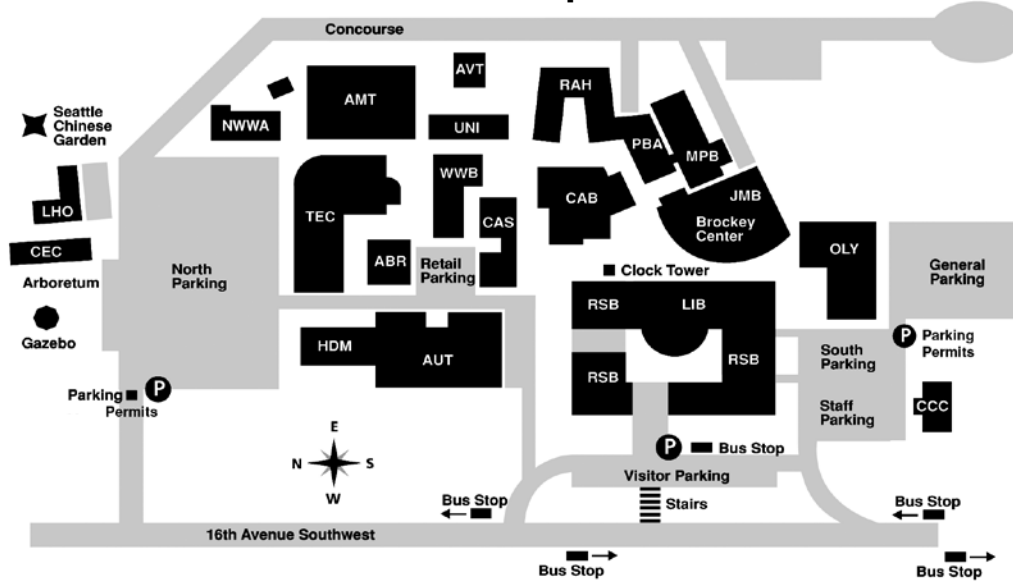 Concourse
AVT
RAH
AMT
Seattle
Chinese
Garden
NWWA
UNI
PBA
MPB
WWB
JMB
CAB
LHO
TEC
CAS
Brockey
Center
OLY
CEC
ABR
Retail
Parking
Clock Tower
General
Parking
North
Parking
Arboretum
RSB
LIB
Gazebo
HDM
AUT
RSB
RSB
South
Parking
P
Parking
Permits
Parking
P
Permits
Staff
Parking
CCC
E
N
S
W
P
Bus Stop
Visitor Parking
Stairs
Bus Stop
Bus Stop
16th Avenue Southwest
Bus Stop
Bus Stop